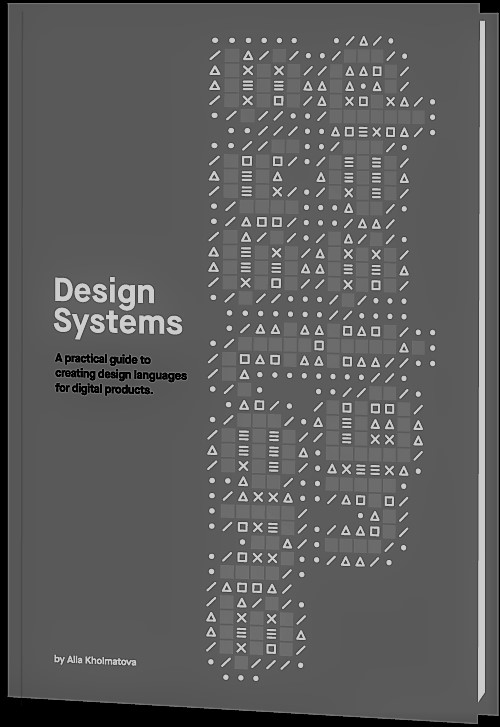 Design
Systems
A practical guide to
creating design languages
for digital products.
by Alla Kholmatova